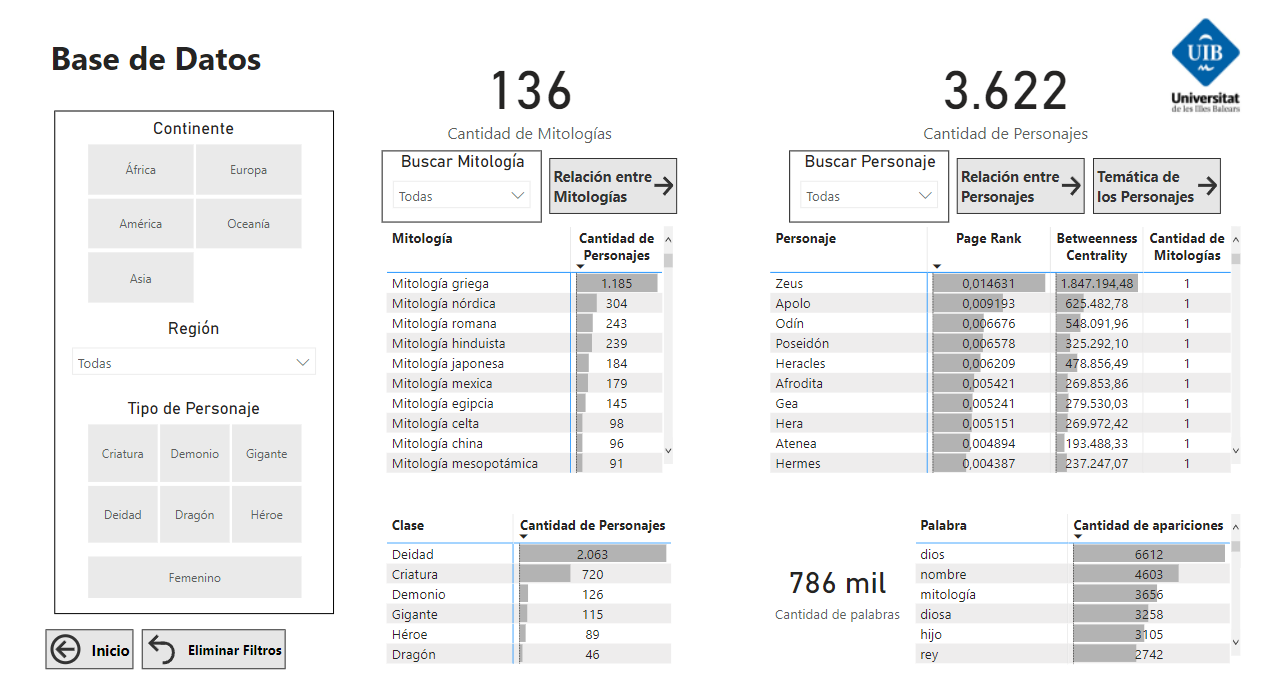 Base de Datos
Continente
África Europa
América Oceanía
Asia
Región
Todas
Tipo de Personaje
Criatura Demonio Gigante
Deidad Dragón Héroe
Femenino
Inicio
Eliminar Filtros
136
Cantidad de Mitologías
Buscar Mitología
Todas
Relación entre
Mitologías
Mitología Cantidad de
Personajes
Mitología griega 1.185
Mitología nórdica 304
Mitología romana 243
Mitología hinduista 239
Mitología japonesa 184
Mitología mexica 179
Mitología egipcia 145
Mitología celta 98
Mitología china 96
Mitología mesopotámica 91
Clase Cantidad de Personajes
Deidad 2.063
Criatura 720
Demonio 126
Gigante 115
Héroe 89
Dragón 46
3.622
Cantidad de Personajes
UIB
Universitat
de les Illes Balears
Buscar Personaje
Todas
Relación entre
Personajes
Temática de
los Personajes
Personaje Page Rank Betweenness Cantidad de
Centrality Mitologías
Zeus 0,014631 1.847.194,48 1
Apolo 0,009193 625.482,78 1
Odín 0,006676 548.091,96 1
Poseidón 0,006578 325.292,10 1
Heracles 0,006209 478.856,49 1
Afrodita 0,005421 269.853,86 1
Gea 0,005241 279.530,03 1
Hera 0,005151 269.972,42 1
Atenea 0,004894 193.488,33 1
Hermes 0,004387 237.247,07 1
786 mil
Cantidad de palabras
Palabra Cantidad de apariciones
dios 6612
nombre 4603
mitología 3656
diosa 3258
hijo 3105
rey 2742